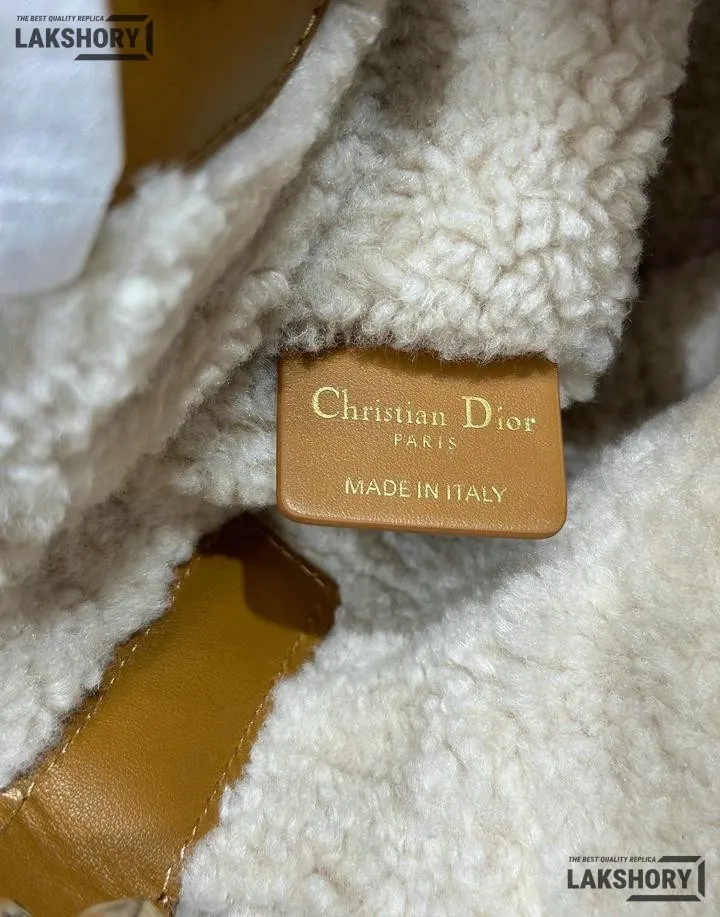 THE BEST QUALITY REPLICA
LAKSHORY
Christian Dior
PARIS
MADE IN ITALY
THE BEST QUALITY REPLICA
LAKSHORY